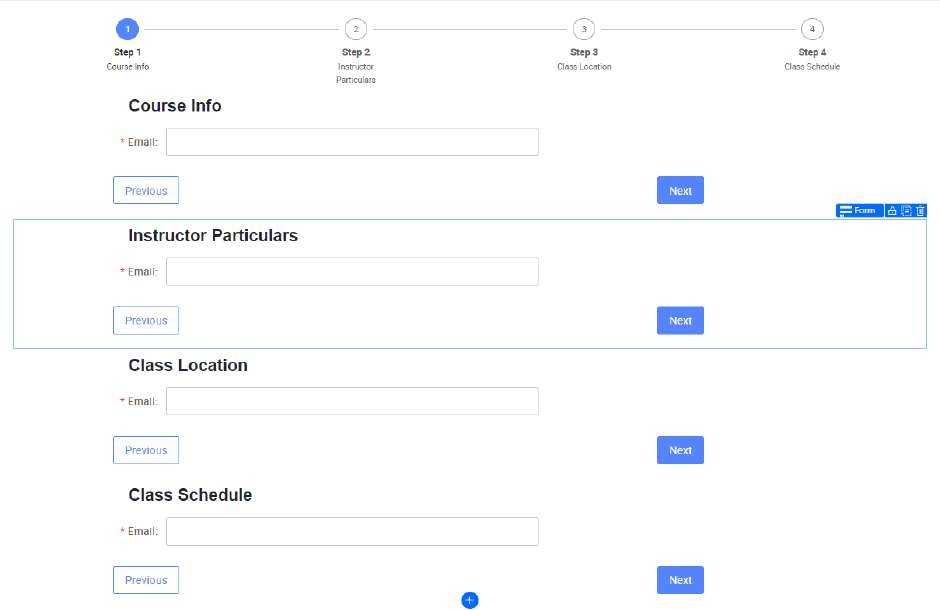 1
2
3
4
Step 1
Step 2
Step 3
Step 4
Course Info
Instructor
Particulars
Class Location
Class Schedule
Course Info
* Email:
Previous
Next
Form
Instructor Particulars
* Email:
Previous
Next
Class Location
* Email:
Previous
Next
Class Schedule
* Email:
Previous
Next